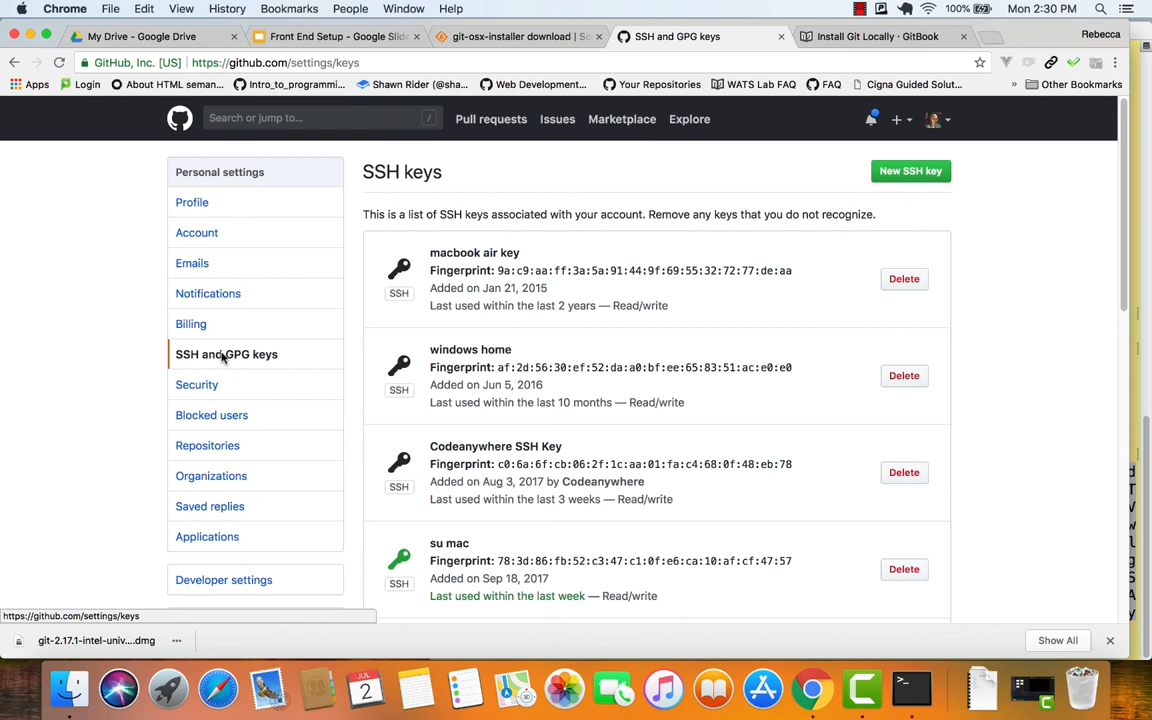 Chrome File Edit View History Bookmarks People Window Help 100% Mon 2:30 PM
My Drive - Google Drive Front End Setup - Google Slide git-osx-installer download | So SSH and GPG keys Install Git Locally · GitBook Rebecca
GitHub, Inc. [US] https://github.com/settings/keys
Apps Login About HTML seman... Intro_to_programmi... Shawn Rider (@sha... Web Development... Your Repositories WATS Lab FAQ FAQ Cigna Guided Solut... » Other Bookmarks
Search or jump to... / Pull requests Issues Marketplace Explore
Personal settings
Profile
Account
Emails
Notifications
Billing
SSH and GPG keys
Security
Blocked users
Repositories
Organizations
Saved replies
Applications
Developer settings
SSH keys
New SSH key
This is a list of SSH keys associated with your account. Remove any keys that you do not recognize.
macbook air key
Fingerprint: 9a:c9:aa:ff:3a:5a:91:44:9f:69:55:32:72:77:de:aa
SSH
Added on Jan 21, 2015
Last used within the last 2 years — Read/write
Delete
windows home
Fingerprint: af:2d:56:30:ef:52:da:a0:bf:ee:65:83:51:ac:e0:e0
SSH
Added on Jun 5, 2016
Last used within the last 10 months — Read/write
Delete
Codeanywhere SSH Key
Fingerprint: c0:6a:6f:cb:06:2f:1c:aa:01:fa:c4:68:0f:48:eb:78
SSH
Added on Aug 3, 2017 by Codeanywhere
Last used within the last 3 weeks — Read/write
Delete
su mac
Fingerprint: 78:3d:86:fb:52:c3:47:c1:0f:e6:ca:10:af:cf:47:57
SSH
Added on Sep 18, 2017
Last used within the last week — Read/write
Delete
https://github.com/settings/keys
git-2.17.1-intel-univ....dmg
Show All
JUL
2